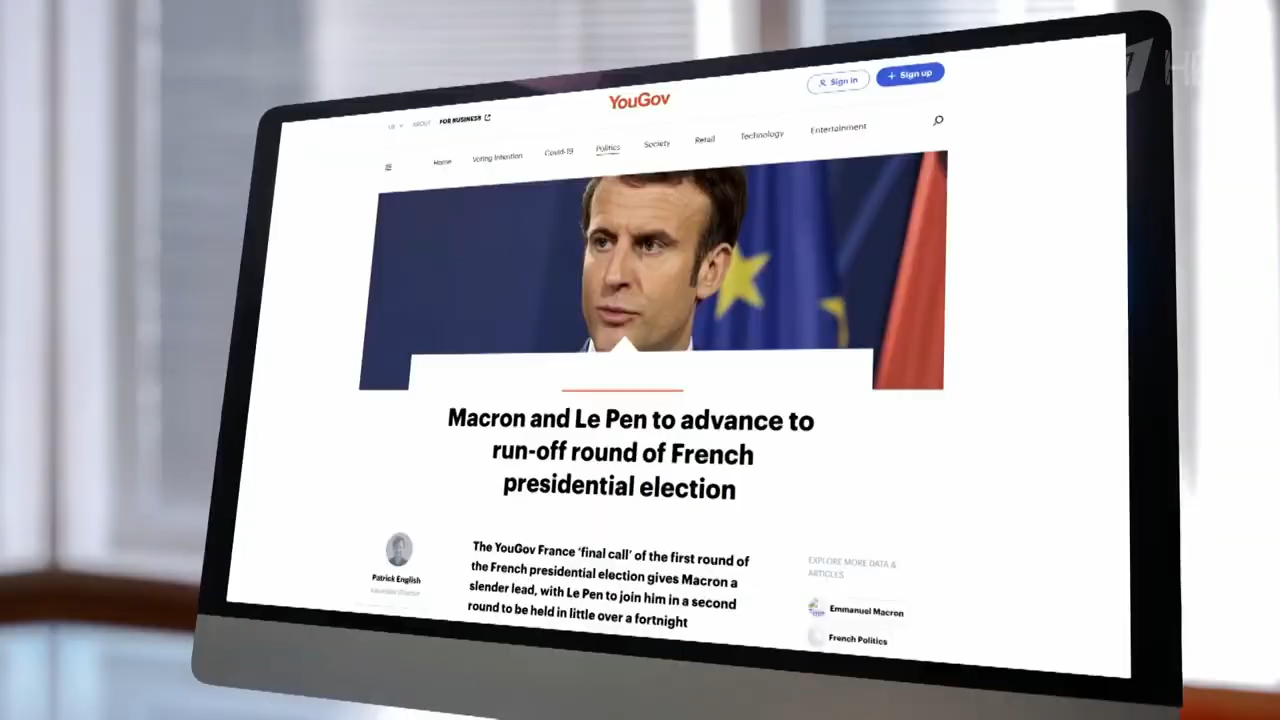 Sign in
+ Sign up
YouGov
ABOUT
FOR BUSINESS
Home
Voting Intention
Covid-19
Politics
Society
Retail
Technology
Entertainment
Macron and Le Pen to advance to
run-off round of French
presidential election
Patrick English
The YouGov France ‘final call’ of the first round of
the French presidential election gives Macron a
slender lead, with Le Pen to join him in a second
round to be held in little over a fortnight
EXPLORE MORE DATA &
ARTICLES
Emmanuel Macron
French Politics